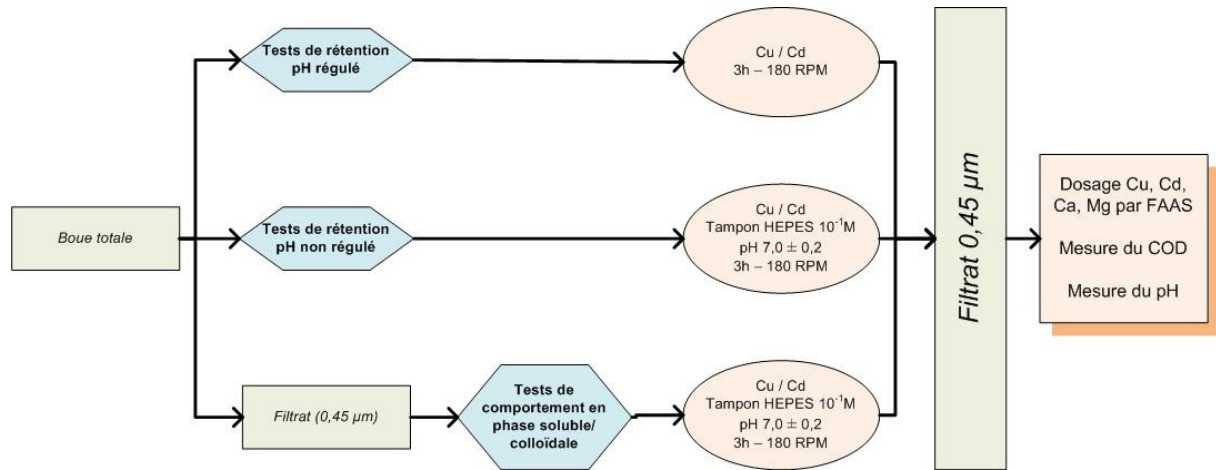 Tests de rétention
pH régulé
Cu / Cd
3h – 180 RPM
Boue totale
Tests de rétention
pH non régulé
Cu / Cd
Tampon HEPES 10⁻¹M
pH 7,0 ± 0,2
3h – 180 RPM
Filtrat (0,45 µm)
Tests de
comportement en
phase soluble/
colloïdale
Cu / Cd
Tampon HEPES 10⁻¹M
pH 7,0 ± 0,2
3h – 180 RPM
Filtrat 0,45 µm
Dosage Cu, Cd,
Ca, Mg par FAAS
Mesure du COD
Mesure du pH